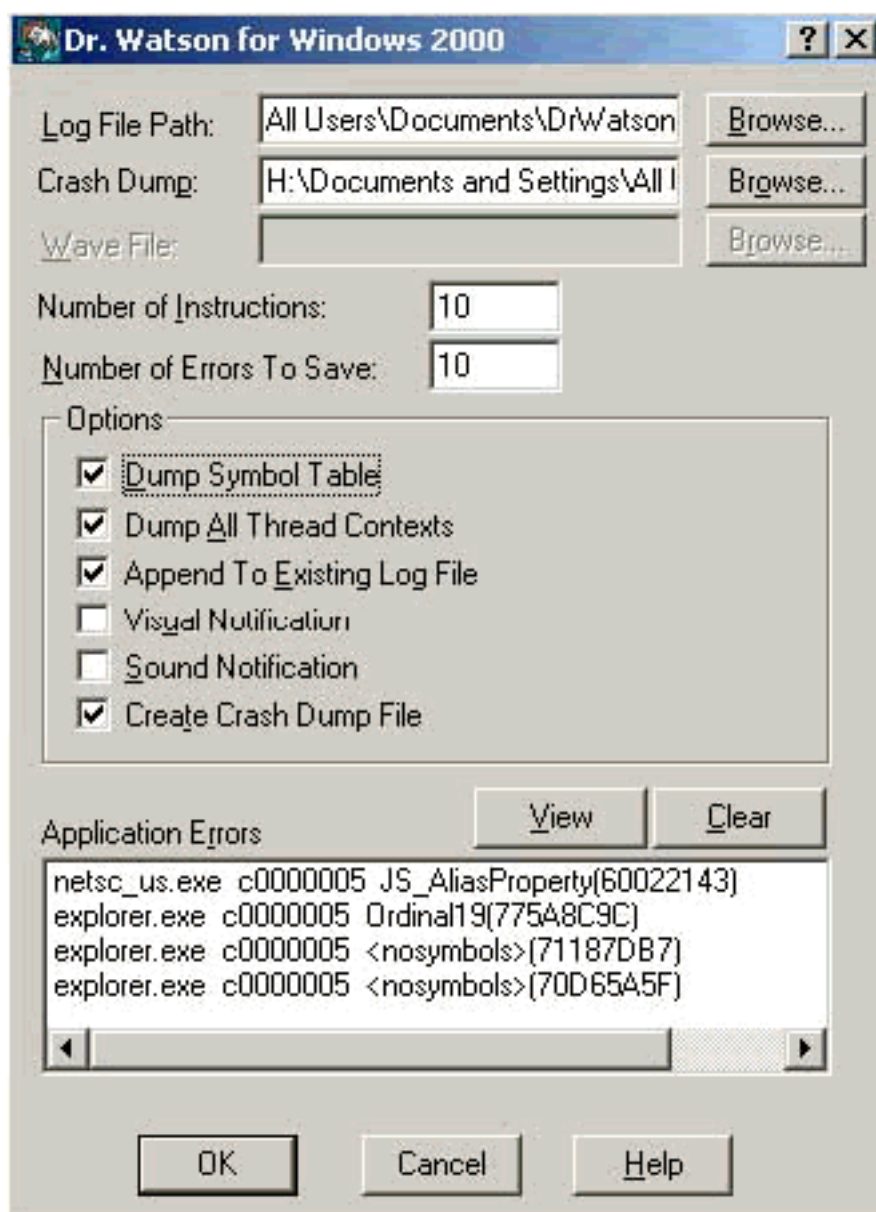 Dr. Watson for Windows 2000
Log File Path: All Users\Documents\DrWatson Browse...
Crash Dump: H:\Documents and Settings\All Browse...
Wave File: Browse...
Number of Instructions: 10
Number of Errors To Save: 10
Options
Dump Symbol Table
Dump All Thread Contexts
Append To Existing Log File
Visual Notification
Sound Notification
Create Crash Dump File
Application Errors View Clear
netsc_us.exe c0000005 JS_AliasProperty(60022143)
explorer.exe c0000005 Ordinal19(775A8C9C)
explorer.exe c0000005 <nosymbols>(71187DB7)
explorer.exe c0000005 <nosymbols>(70D65A5F)
OK Cancel Help